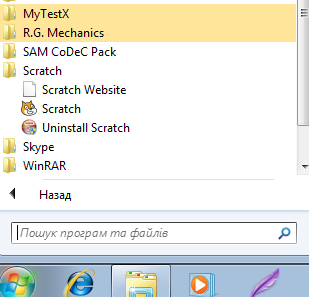 MyTestX
R.G. Mechanics
SAM CoDeC Pack
Scratch
Scratch Website
Scratch
Uninstall Scratch
Skype
WinRAR
Назад
Пошук програм та файлів